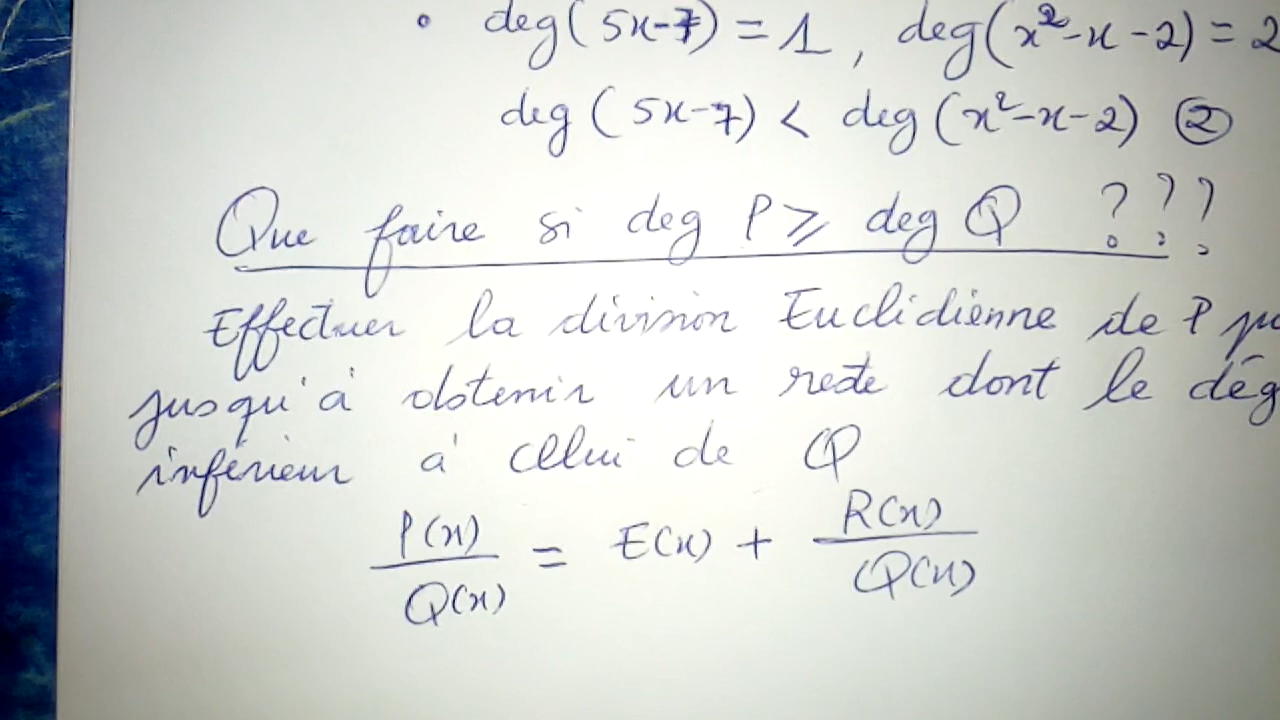 • deg(5x-7) = 1, deg(x²-x-2) = 2
deg(5x-7) < deg(x²-x-2) ②
Que faire si deg P ⩾ deg Q ???
Effectuer la division Euclidienne de P
jusqu'à obtenir un reste dont le
inférieur à celui de Q
P(x)/Q(x) = E(x) + R(x)/Q(x)